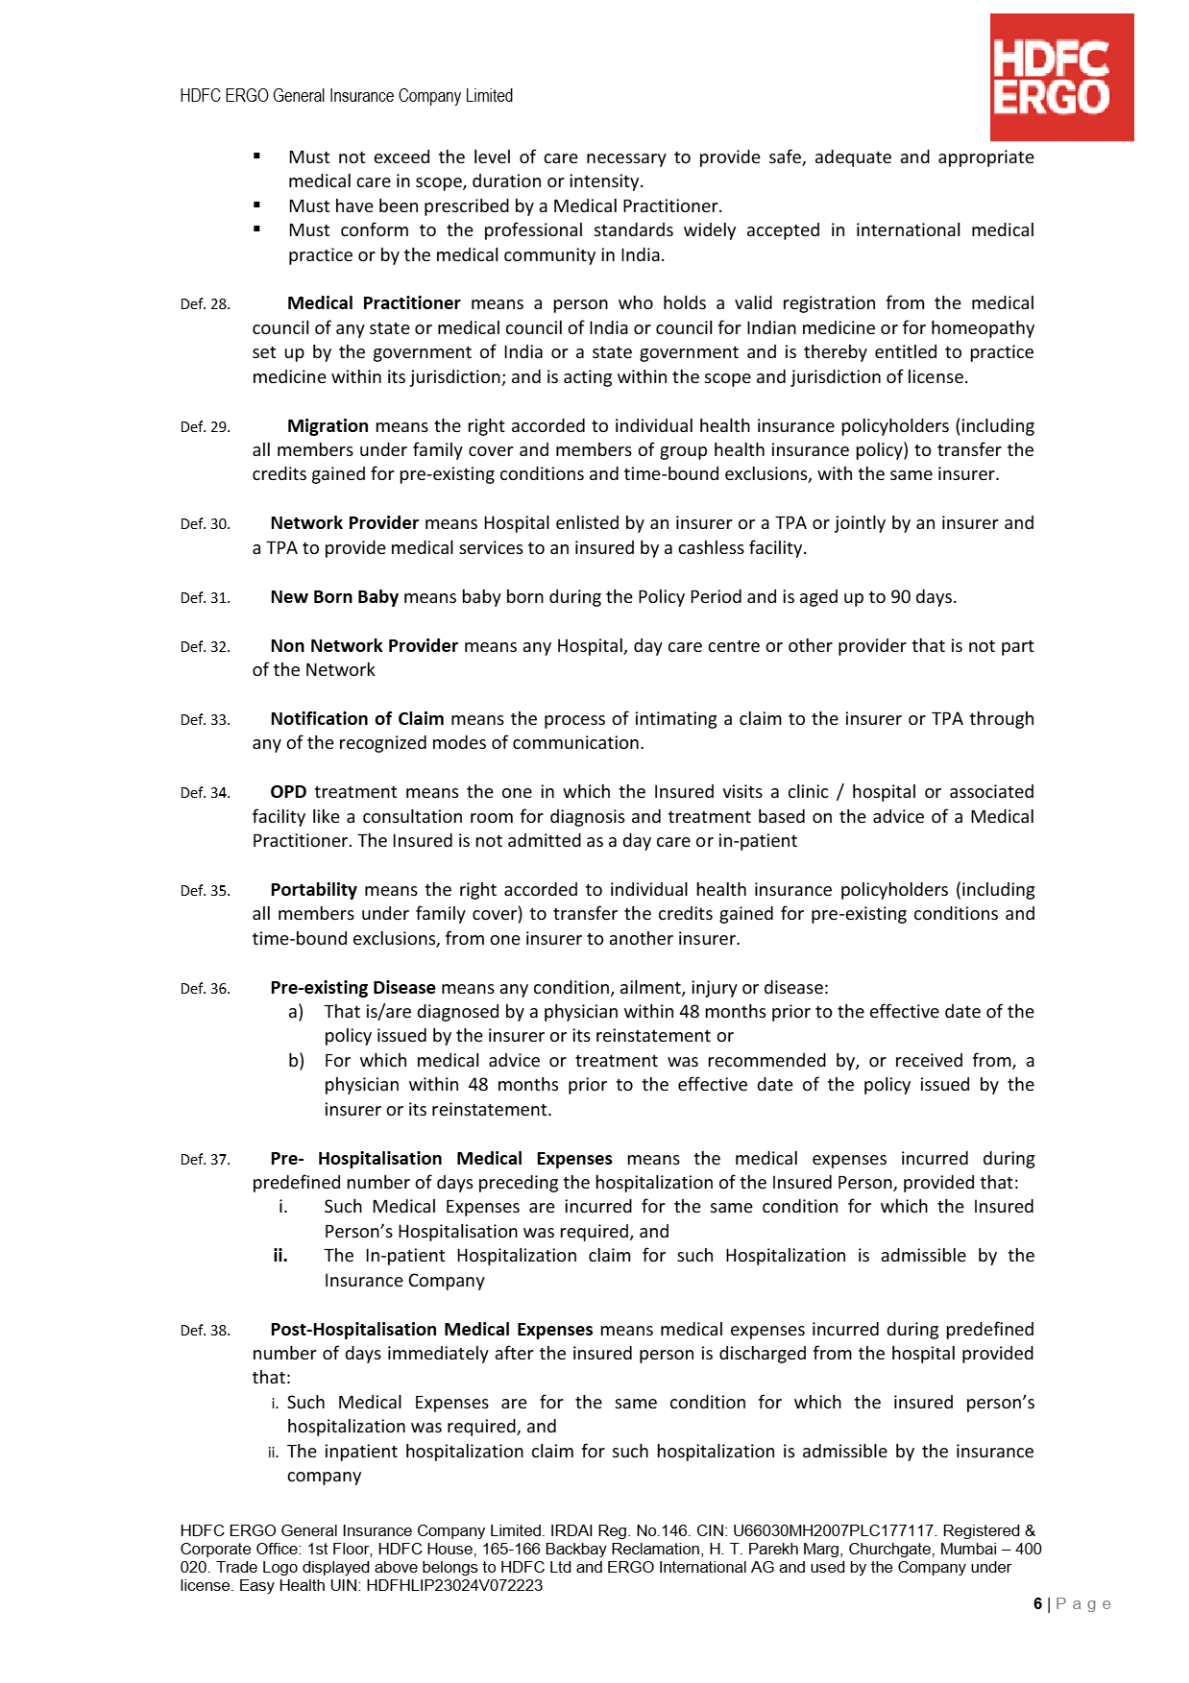 HDFC
ERGO
HDFC ERGO General Insurance Company Limited
▪ Must not exceed the level of care necessary to provide safe, adequate and appropriate
medical care in scope, duration or intensity.
▪ Must have been prescribed by a Medical Practitioner.
▪ Must conform to the professional standards widely accepted in international medical
practice or by the medical community in India.
Def. 28. Medical Practitioner means a person who holds a valid registration from the medical
council of any state or medical council of India or council for Indian medicine or for homeopathy
set up by the government of India or a state government and is thereby entitled to practice
medicine within its jurisdiction; and is acting within the scope and jurisdiction of license.
Def. 29. Migration means the right accorded to individual health insurance policyholders (including
all members under family cover and members of group health insurance policy) to transfer the
credits gained for pre-existing conditions and time-bound exclusions, with the same insurer.
Def. 30. Network Provider means Hospital enlisted by an insurer or a TPA or jointly by an insurer and
a TPA to provide medical services to an insured by a cashless facility.
Def. 31. New Born Baby means baby born during the Policy Period and is aged up to 90 days.
Def. 32. Non Network Provider means any Hospital, day care centre or other provider that is not part
of the Network
Def. 33. Notification of Claim means the process of intimating a claim to the insurer or TPA through
any of the recognized modes of communication.
Def. 34. OPD treatment means the one in which the Insured visits a clinic / hospital or associated
facility like a consultation room for diagnosis and treatment based on the advice of a Medical
Practitioner. The Insured is not admitted as a day care or in-patient
Def. 35. Portability means the right accorded to individual health insurance policyholders (including
all members under family cover) to transfer the credits gained for pre-existing conditions and
time-bound exclusions, from one insurer to another insurer.
Def. 36. Pre-existing Disease means any condition, ailment, injury or disease:
a) That is/are diagnosed by a physician within 48 months prior to the effective date of the
policy issued by the insurer or its reinstatement or
b) For which medical advice or treatment was recommended by, or received from, a
physician within 48 months prior to the effective date of the policy issued by the
insurer or its reinstatement.
Def. 37. Pre- Hospitalisation Medical Expenses means the medical expenses incurred during
predefined number of days preceding the hospitalization of the Insured Person, provided that:
i. Such Medical Expenses are incurred for the same condition for which the Insured
Person’s Hospitalisation was required, and
ii. The In-patient Hospitalization claim for such Hospitalization is admissible by the
Insurance Company
Def. 38. Post-Hospitalisation Medical Expenses means medical expenses incurred during predefined
number of days immediately after the insured person is discharged from the hospital provided
that:
i. Such Medical Expenses are for the same condition for which the insured person’s
hospitalization was required, and
ii. The inpatient hospitalization claim for such hospitalization is admissible by the insurance
company
HDFC ERGO General Insurance Company Limited. IRDAI Reg. No.146. CIN: U66030MH2007PLC177117. Registered &
Corporate Office: 1st Floor, HDFC House, 165-166 Backbay Reclamation, H. T. Parekh Marg, Churchgate, Mumbai – 400
020. Trade Logo displayed above belongs to HDFC Ltd and ERGO International AG and used by the Company under
license. Easy Health UIN: HDFHLIP23024V072223
6 | Page